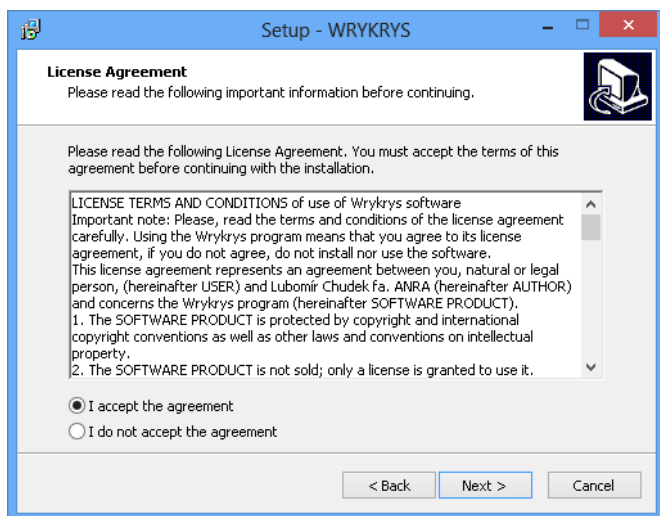 Setup - WRYKRYS
License Agreement
Please read the following important information before continuing.
Please read the following License Agreement. You must accept the terms of this
agreement before continuing with the installation.
LICENSE TERMS AND CONDITIONS of use of Wrykrys software
Important note: Please, read the terms and conditions of the license agreement
carefully. Using the Wrykrys program means that you agree to its license
agreement, if you do not agree, do not install nor use the software.
This license agreement represents an agreement between you, natural or legal
person, (hereinafter USER) and Lubomír Chudek fa. ANRA (hereinafter AUTHOR)
and concerns the Wrykrys program (hereinafter SOFTWARE PRODUCT).
1. The SOFTWARE PRODUCT is protected by copyright and international
copyright conventions as well as other laws and conventions on intellectual
property.
2. The SOFTWARE PRODUCT is not sold; only a license is granted to use it.
I accept the agreement
I do not accept the agreement
< Back
Next >
Cancel